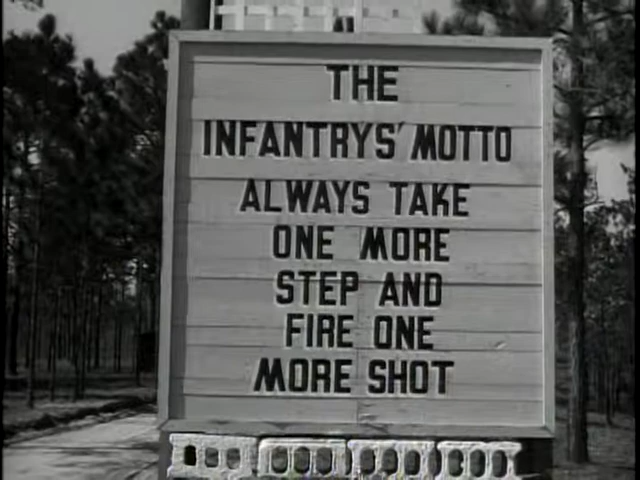 THE
INFANTRYS' MOTTO
ALWAYS TAKE
ONE MORE
STEP AND
FIRE ONE
MORE SHOT